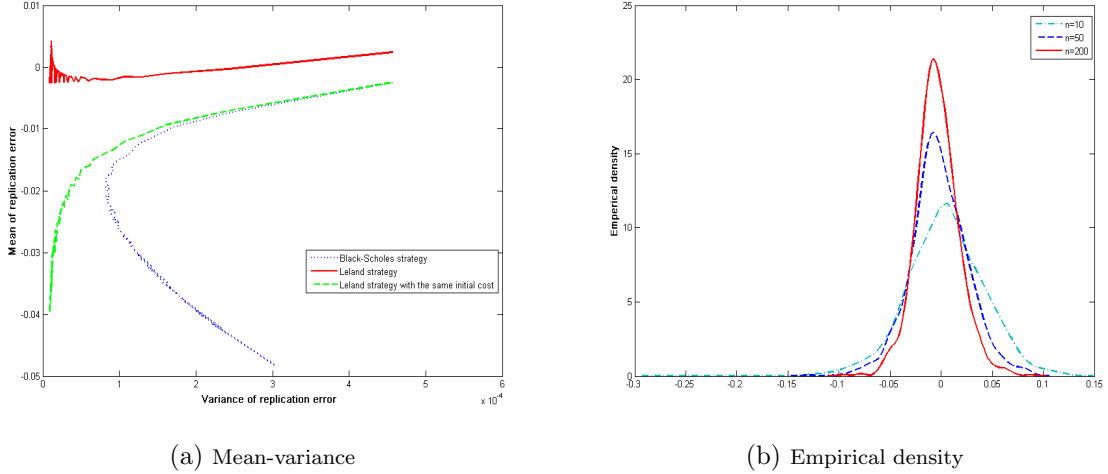 0.01
0
-0.01
-0.02
-0.03
-0.04
-0.05
Mean of replication error
Black-Scholes strategy
Leland strategy
Leland strategy with the same initial cost
0 1 2 3 4 5 6
x 10⁻⁴
Variance of replication error
(a) Mean-variance
25
20
15
10
5
0
Emperical density
n=10
n=50
n=200
-0.3 -0.25 -0.2 -0.15 -0.1 -0.05 0 0.05 0.1 0.15
(b) Empirical density